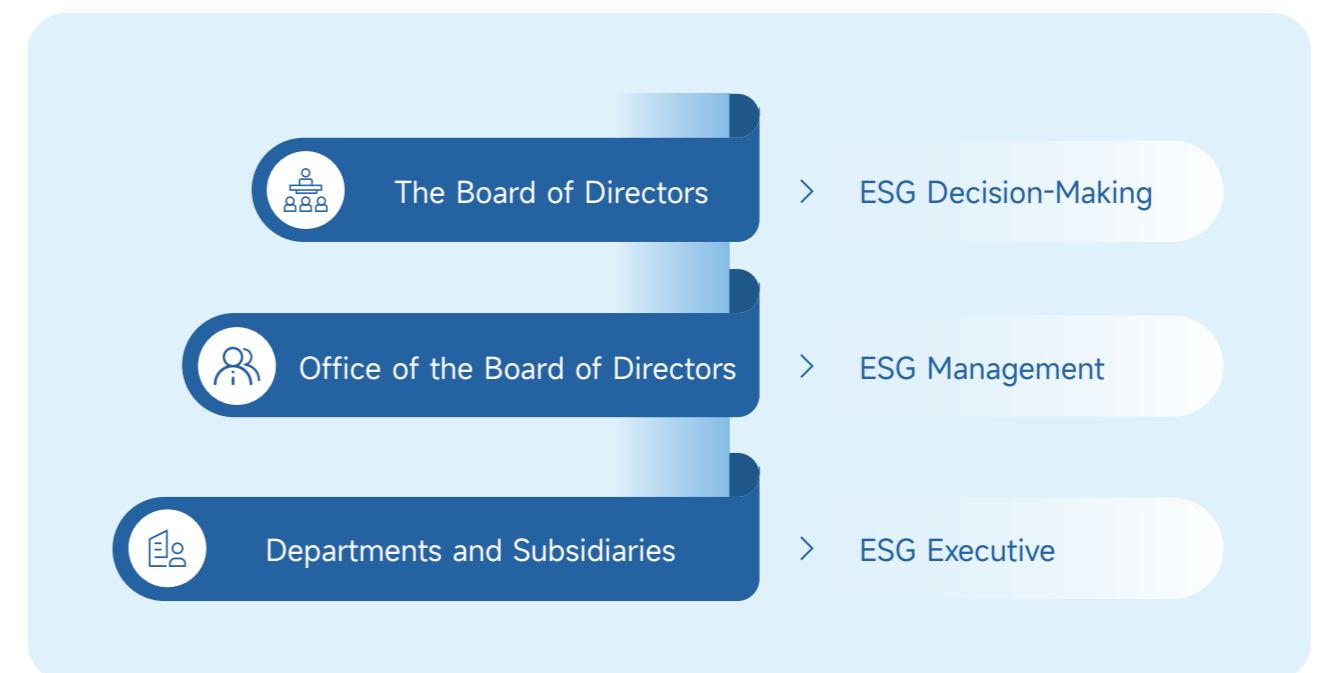 The Board of Directors > ESG Decision-Making
Office of the Board of Directors > ESG Management
Departments and Subsidiaries > ESG Executive